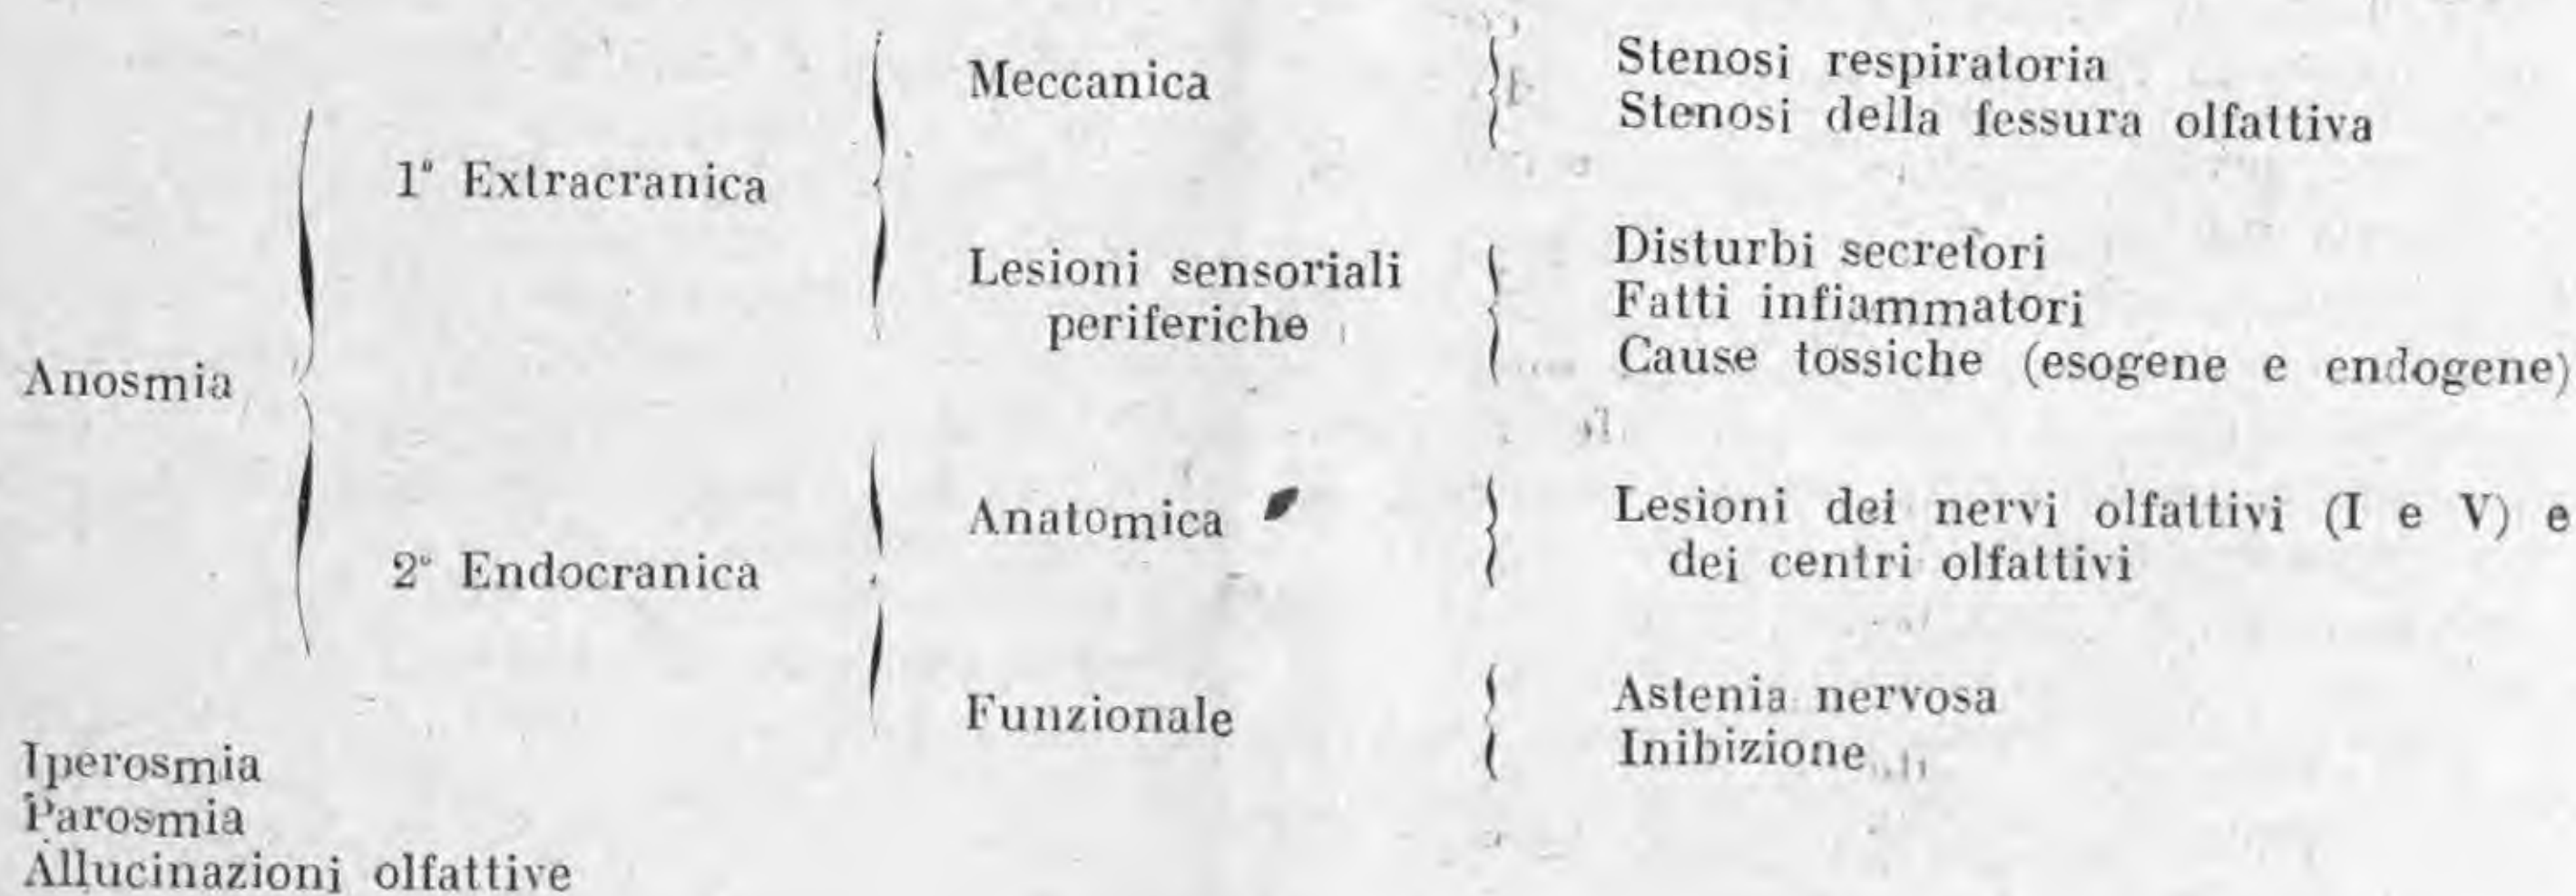 Anosmia
1° Extracranica
Meccanica
Stenosi respiratoria
Stenosi della fessura olfattiva
Lesioni sensoriali
periferiche
Disturbi secretori
Fatti infiammatori
Cause tossiche (esogene e endogene)
2° Endocranica
Anatomica
Lesioni dei nervi olfattivi (I e V) e
dei centri olfattivi
Funzionale
Astenia nervosa
Inibizione
Iperosmia
Parosmia
Allucinazioni olfattive